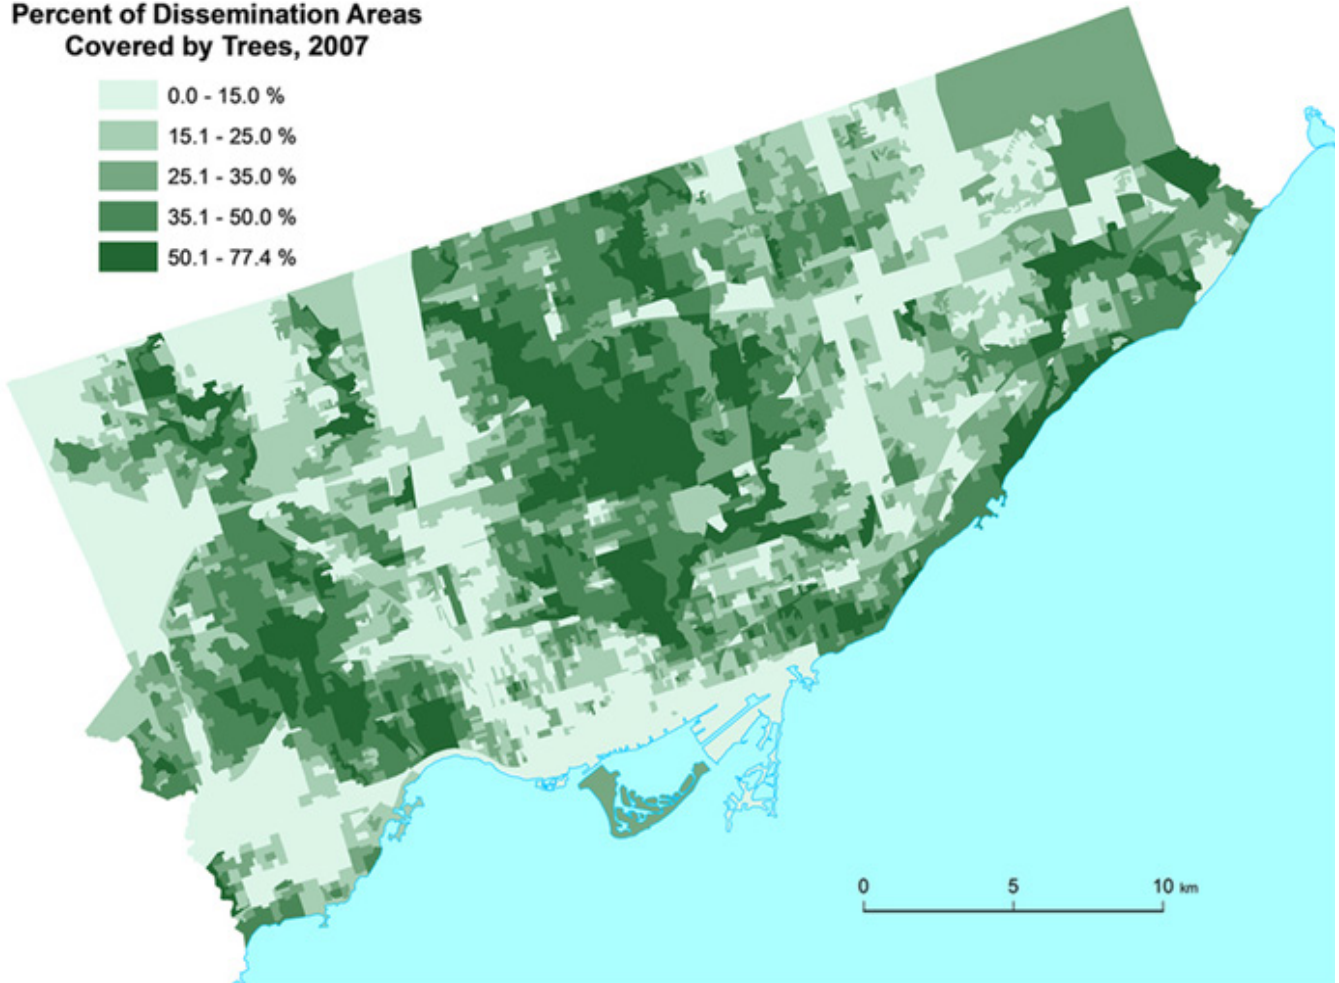 Percent of Dissemination Areas
Covered by Trees, 2007
0.0 - 15.0 %
15.1 - 25.0 %
25.1 - 35.0 %
35.1 - 50.0 %
50.1 - 77.4 %
0 5 10 km